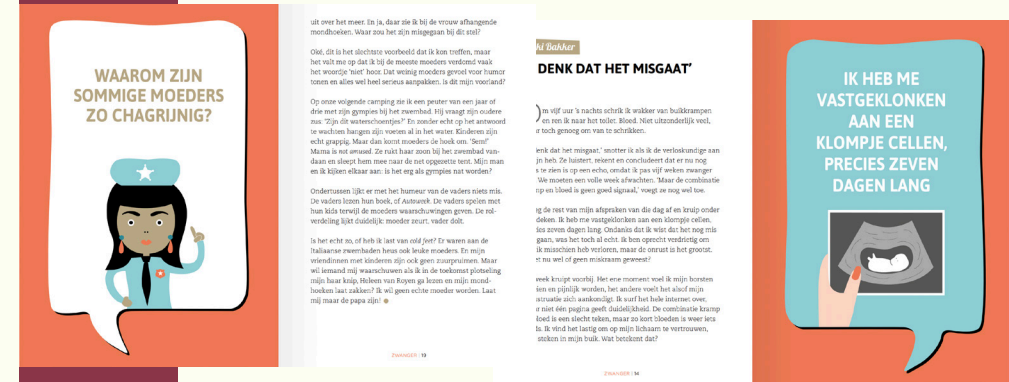 WAAROM ZIJN
SOMMIGE MOEDERS
ZO CHAGRIJNIG?
uit over het meer. En ja, daar zie ik bij de vrouw afhangende
mondhoeken. Waar zou het zijn misgegaan bij dit stel?
Oké, dit is het slechtste voorbeeld dat ik kon treffen, maar
het valt me op dat ik bij de meeste moeders verdomd vaak
het woordje 'niet' hoor. Dat weinig moeders gevoel voor humor
tonen en alles wel heel serieus aanpakken. Is dit mijn voorland?
Op onze volgende camping zie ik een peuter van een jaar of
drie met zijn gympies bij het zwembad. Hij vraagt zijn oudere
zus: 'Zijn dit waterschoentjes?' En zonder echt op het antwoord
te wachten hangen zijn voeten al in het water. Kinderen zijn
echt grappig. Maar dan komt moeders de hoek om. 'Sem!'
Mama is not amused. Ze rukt haar zoon bij het zwembad van-
daan en sleept hem mee naar de net opgezette tent. Mijn man
en ik kijken elkaar aan: is het erg als gympies nat worden?
Ondertussen lijkt er met het humeur van de vaders niets mis.
De vaders lezen hun boek, of Autoweek. De vaders spelen met
hun kids terwijl de moeders waarschuwingen geven. De rol-
verdeling lijkt duidelijk: moeder zeurt, vader dolt.
Is het echt zo, of heb ik last van cold feet? Er waren aan de
Italiaanse zwembaden heus ook leuke moeders. En mijn
vriendinnen met kinderen zijn ook geen zuurpruimen. Maar
wil iemand mij waarschuwen als ik in de toekomst plotseling
mijn haar knip, Heleen van Royen ga lezen en mijn mond-
hoeken laat zakken? Ik wil geen echte moeder worden. Laat
mij maar de papa zijn!
ZWANGER | 13
ki Bakker
DENK DAT HET MISGAAT'
Om vijf uur 's nachts schrik ik wakker van buikkrampen
en ren ik naar het toilet. Bloed. Niet uitzonderlijk veel,
r toch genoeg om van te schrikken.
denk dat het misgaat,' snotter ik als ik de verloskundige aan
ijn heb. Ze luistert, rekent en concludeert dat er nu nog
s te zien is op een echo, omdat ik pas vijf weken zwanger
We moeten een volle week afwachten. 'Maar de combinatie
mp en bloed is geen goed signaal,' voegt ze nog wel toe.
eg de rest van mijn afspraken van die dag af en kruip onder
deken. Ik heb me vastgeklonken aan een klompje cellen,
ies zeven dagen lang. Ondanks dat ik wist dat het nog mis
gaan, was het toch al echt. Ik ben oprecht verdrietig om
ik misschien heb verloren, maar de onrust is het grootst.
et nu wel of geen miskraam geweest?
week kruipt voorbij. Het ene moment voel ik mijn borsten
eien en pijnlijk worden, het andere voelt het alsof mijn
nstruatie zich aankondigt. Ik surf het hele internet over,
r niet één pagina geeft duidelijkheid. De combinatie kramp
bloed is een slecht teken, maar zo kort bloeden is weer iets
ls. Ik vind het lastig om op mijn lichaam te vertrouwen,
steken in mijn buik. Wat betekent dat?
ZWANGER | 14
IK HEB ME
VASTGEKLONKEN
AAN EEN
KLOMPJE CELLEN,
PRECIES ZEVEN
DAGEN LANG